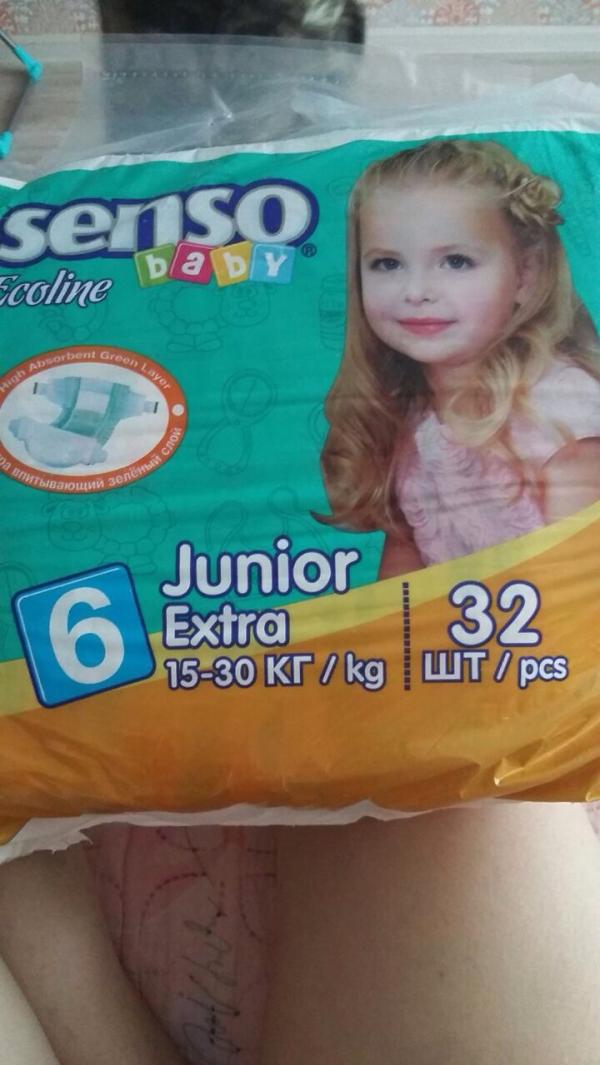 senso
baby®
Ecoline
High Absorbent Green Layer
впитывающий зелёный слой
6
Junior
Extra
15-30 КГ / kg
32
ШТ / pcs